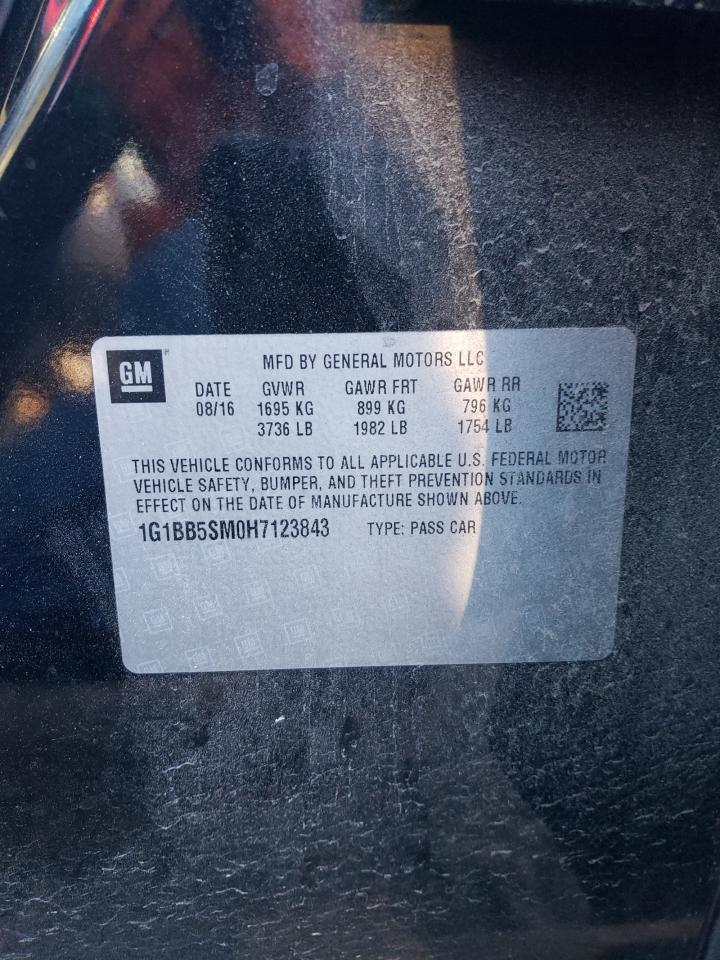 GM
MFD BY GENERAL MOTORS LLC
DATE GVWR GAWR FRT GAWR RR
08/16 1695 KG 899 KG 796 KG
3736 LB 1982 LB 1754 LB
THIS VEHICLE CONFORMS TO ALL APPLICABLE U.S. FEDERAL MOTOR
VEHICLE SAFETY, BUMPER, AND THEFT PREVENTION STANDARDS IN
EFFECT ON THE DATE OF MANUFACTURE SHOWN ABOVE.
1G1BB5SM0H7123843 TYPE: PASS CAR